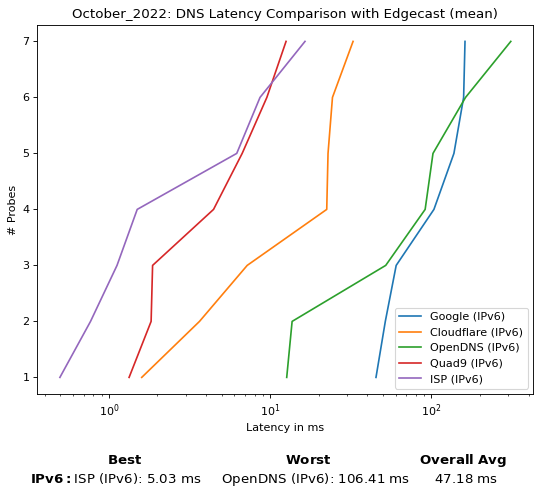 October_2022: DNS Latency Comparison with Edgecast (mean)
7
6
5
4
3
2
1
# Probes
10^0
10^1
10^2
Latency in ms
Google (IPv6)
Cloudflare (IPv6)
OpenDNS (IPv6)
Quad9 (IPv6)
ISP (IPv6)
Best Worst Overall Avg
IPv6: ISP (IPv6): 5.03 ms OpenDNS (IPv6): 106.41 ms 47.18 ms